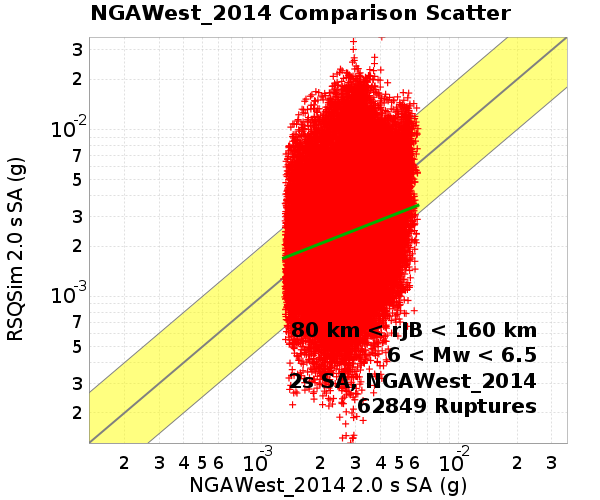 NGAWest_2014 Comparison Scatter
RSQSim 2.0 s SA (g)
3
2
10-2
7
5
3
2
10-3
7
5
3
2
80 km < rJB < 160 km
6 < Mw < 6.5
2s SA, NGAWest_2014
62849 Ruptures
2 3 4 5 6 10-3 2 3 4 5 6 10-2 2 3
NGAWest_2014 2.0 s SA (g)